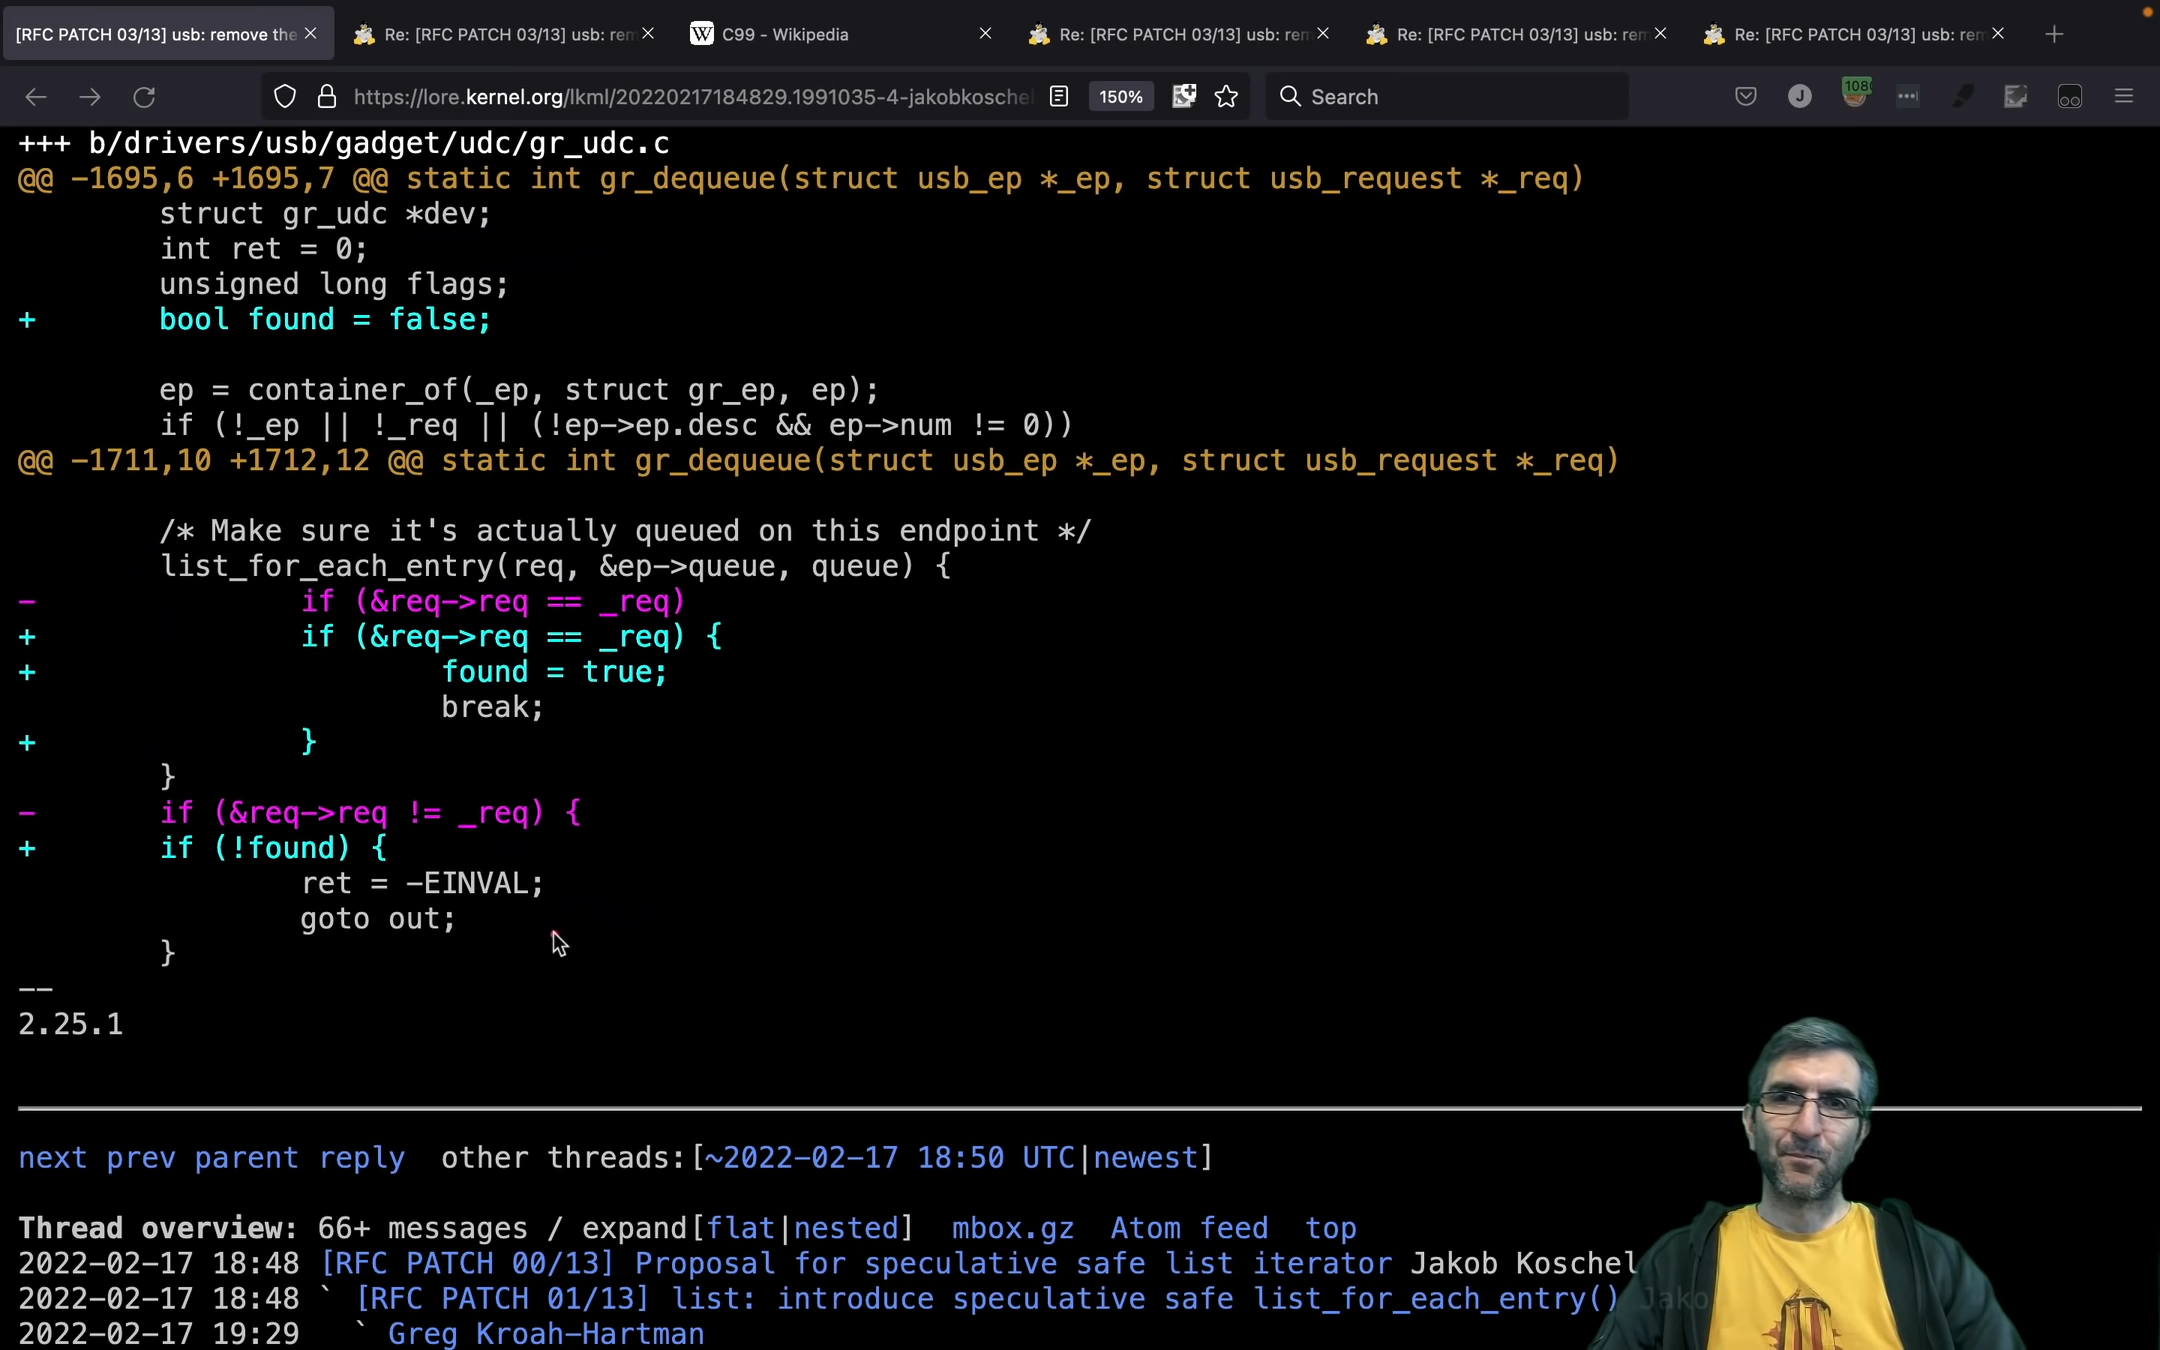 [RFC PATCH 03/13] usb: remove the
Re: [RFC PATCH 03/13] usb: rem
C99 - Wikipedia
Re: [RFC PATCH 03/13] usb: rem
Re: [RFC PATCH 03/13] usb: rem
Re: [RFC PATCH 03/13] usb: rem
https://lore.kernel.org/lkml/20220217184829.1991035-4-jakobkoschel
150%
Search
J
108
+++ b/drivers/usb/gadget/udc/gr_udc.c
@@ -1695,6 +1695,7 @@ static int gr_dequeue(struct usb_ep *_ep, struct usb_request *_req)
struct gr_udc *dev;
int ret = 0;
unsigned long flags;
+ bool found = false;
ep = container_of(_ep, struct gr_ep, ep);
if (!_ep || !_req || (!ep->ep.desc && ep->num != 0))
@@ -1711,10 +1712,12 @@ static int gr_dequeue(struct usb_ep *_ep, struct usb_request *_req)
/* Make sure it's actually queued on this endpoint */
list_for_each_entry(req, &ep->queue, queue) {
- if (&req->req == _req)
+ if (&req->req == _req) {
+ found = true;
break;
+ }
}
- if (&req->req != _req) {
+ if (!found) {
ret = -EINVAL;
goto out;
}
--
2.25.1
next prev parent reply other threads:[~2022-02-17 18:50 UTC|newest]
Thread overview: 66+ messages / expand[flat|nested] mbox.gz Atom feed top
2022-02-17 18:48 [RFC PATCH 00/13] Proposal for speculative safe list iterator Jakob Koschel
2022-02-17 18:48 ` [RFC PATCH 01/13] list: introduce speculative safe list_for_each_entry() Jako
2022-02-17 19:29 ` Greg Kroah-Hartman